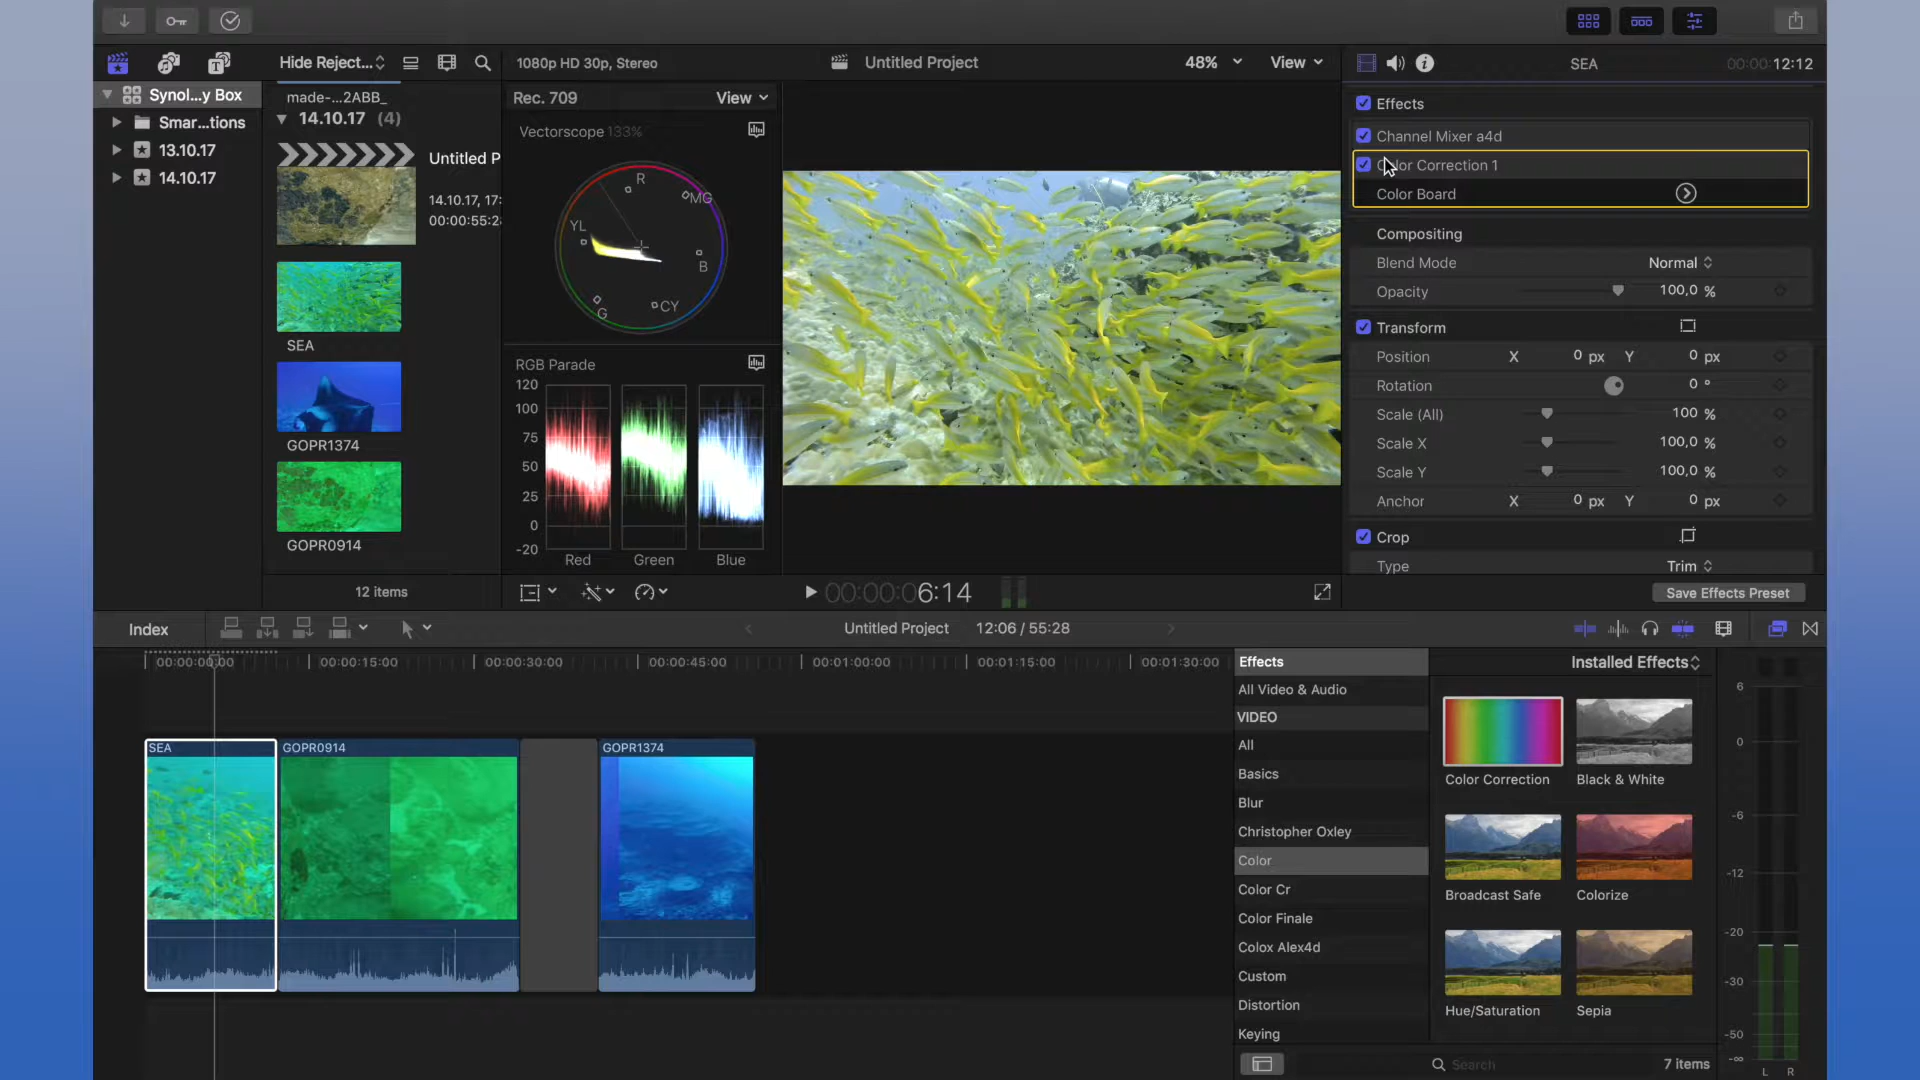 Hide Reject...
1080p HD 30p, Stereo
Untitled Project
48%
View
SEA
00:00:12:12
Synol...y Box
Smar...tions
13.10.17
14.10.17
made-...2ABB_
14.10.17 (4)
Untitled P
14.10.17, 17:
00:00:55:2
SEA
GOPR1374
GOPR0914
12 items
Rec. 709
View
Vectorscope 133%
R
MG
B
CY
G
YL
RGB Parade
120
100
75
50
25
0
-20
Red
Green
Blue
00:00:06:14
Effects
Channel Mixer a4d
Color Correction 1
Color Board
Compositing
Blend Mode
Normal
Opacity
100,0 %
Transform
Position
X
0 px
Y
0 px
Rotation
0 °
Scale (All)
100 %
Scale X
100,0 %
Scale Y
100,0 %
Anchor
X
0 px
Y
0 px
Crop
Type
Trim
Save Effects Preset
Index
Untitled Project
12:06 / 55:28
00:00:00:00
00:00:15:00
00:00:30:00
00:00:45:00
00:01:00:00
00:01:15:00
00:01:30:00
SEA
GOPR0914
GOPR1374
Effects
All Video & Audio
VIDEO
All
Basics
Blur
Christopher Oxley
Color
Color Cr
Color Finale
Colox Alex4d
Custom
Distortion
Keying
Installed Effects
Color Correction
Black & White
Broadcast Safe
Colorize
Hue/Saturation
Sepia
Search
7 items
6
0
-6
-12
-20
-30
-50
-∞
L
R